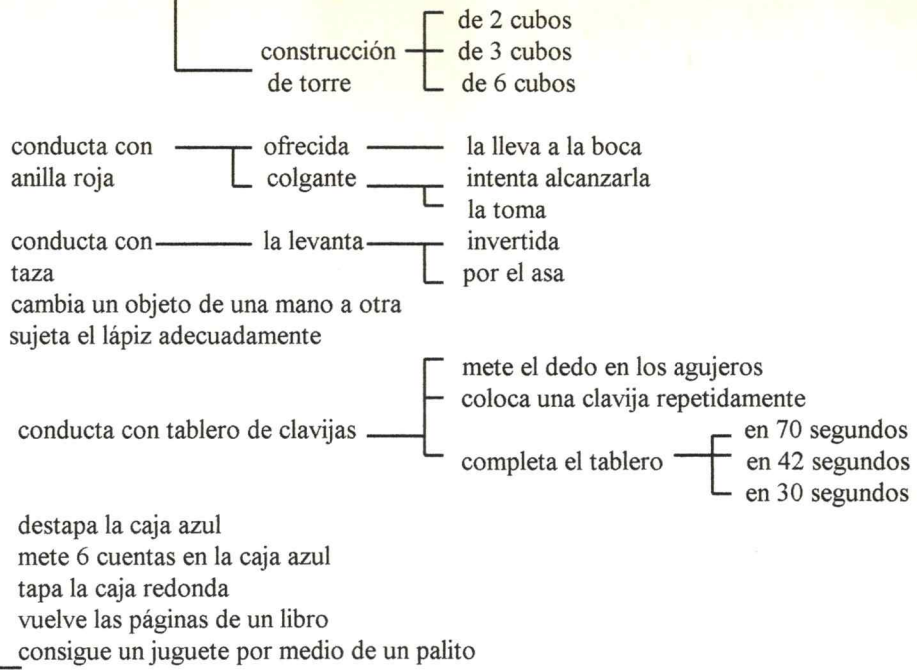 de 2 cubos
construcción de 3 cubos
de torre de 6 cubos
conducta con ofrecida la lleva a la boca
anilla roja colgante intenta alcanzarla
la toma
conducta con la levanta invertida
taza por el asa
cambia un objeto de una mano a otra
sujeta el lápiz adecuadamente
mete el dedo en los agujeros
coloca una clavija repetidamente
conducta con tablero de clavijas en 70 segundos
completa el tablero en 42 segundos
en 30 segundos
destapa la caja azul
mete 6 cuentas en la caja azul
tapa la caja redonda
vuelve las páginas de un libro
consigue un juguete por medio de un palito